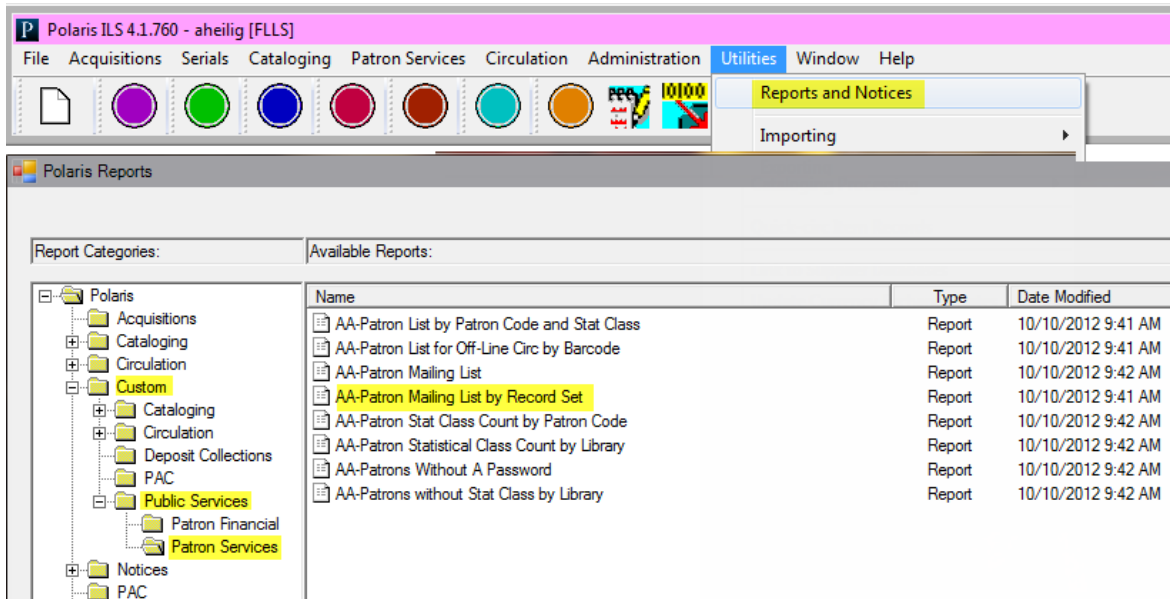 Polaris ILS 4.1.760 - aheilig [FLLS]
File Acquisitions Serials Cataloging Patron Services Circulation Administration Utilities Window Help
Reports and Notices
Importing
Polaris Reports
Report Categories: Available Reports:
Polaris Name Type Date Modified
Acquisitions AA-Patron List by Patron Code and Stat Class Report 10/10/2012 9:41 AM
Cataloging AA-Patron List for Off-Line Circ by Barcode Report 10/10/2012 9:41 AM
Circulation AA-Patron Mailing List Report 10/10/2012 9:42 AM
Custom AA-Patron Mailing List by Record Set Report 10/10/2012 9:41 AM
Cataloging AA-Patron Stat Class Count by Patron Code Report 10/10/2012 9:42 AM
Circulation AA-Patron Statistical Class Count by Library Report 10/10/2012 9:42 AM
Deposit Collections AA-Patrons Without A Password Report 10/10/2012 9:42 AM
PAC AA-Patrons without Stat Class by Library Report 10/10/2012 9:42 AM
Public Services
Patron Financial
Patron Services
Notices
PAC